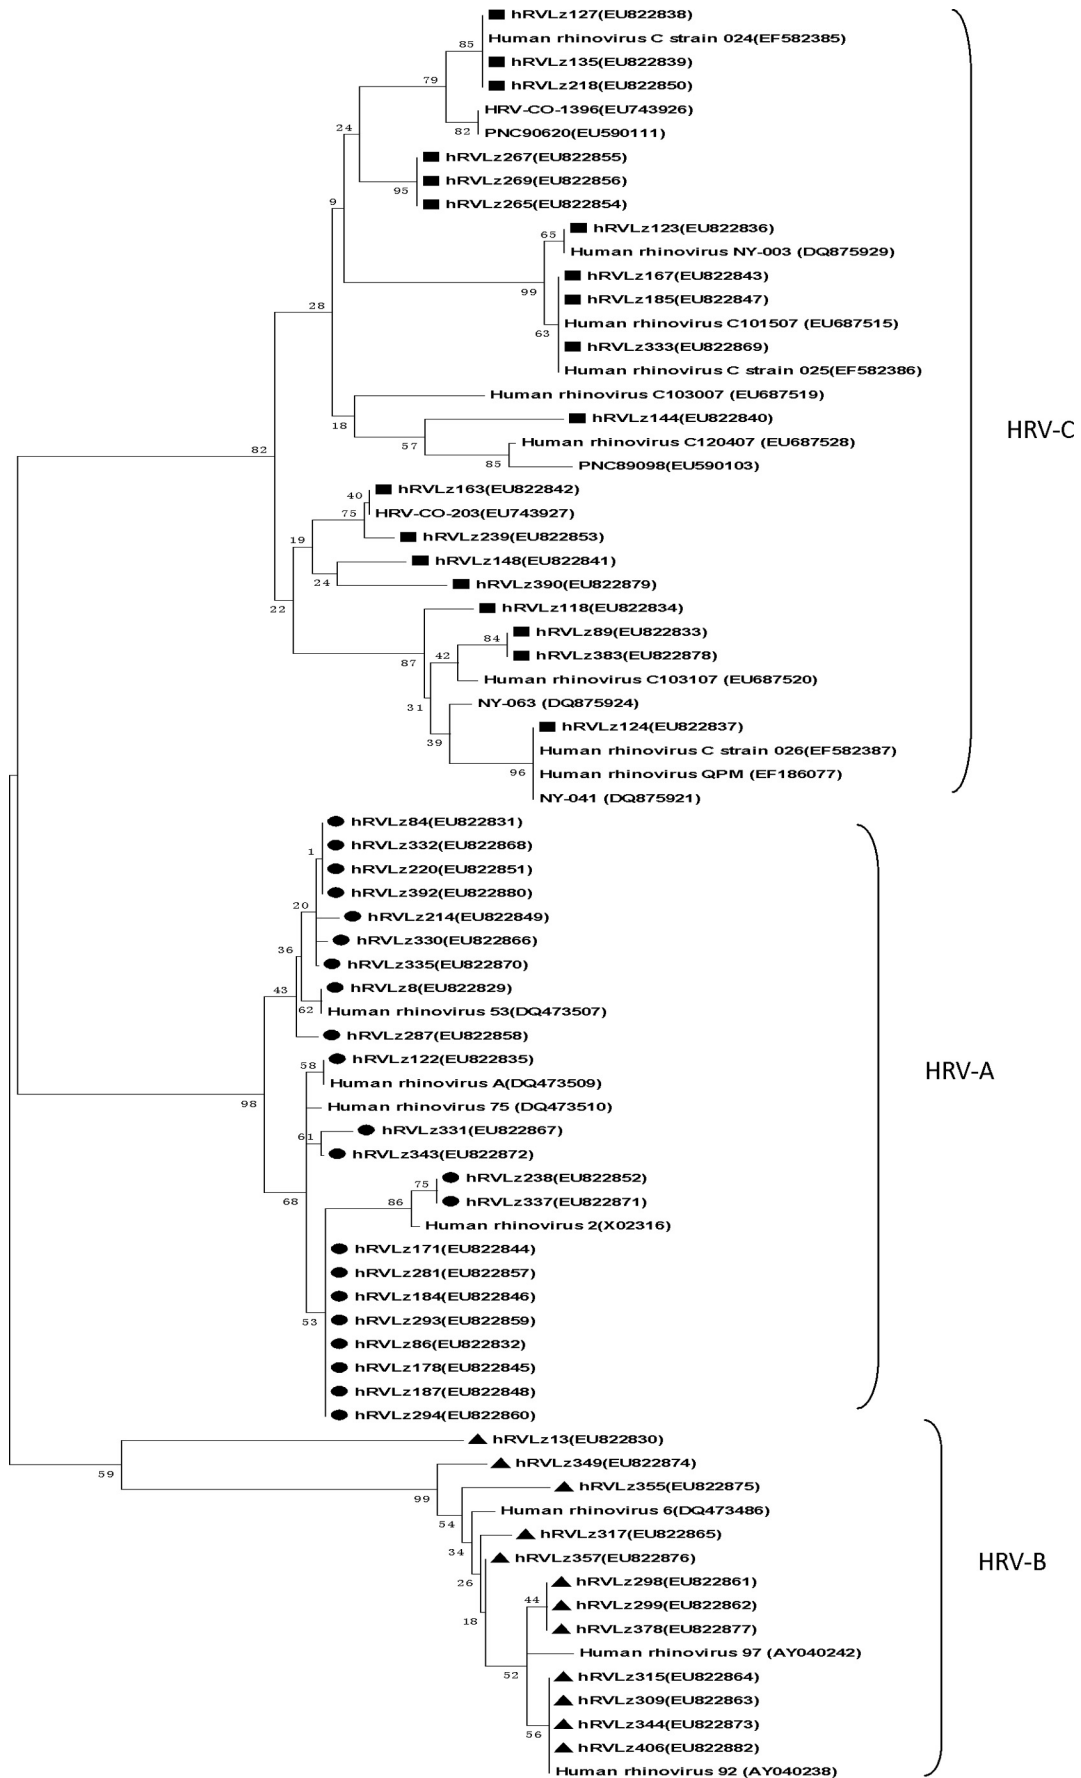 hRVLz127(EU822838)
85
Human rhinovirus C strain 024(EF582385)
hRVLz135(EU822839)
79
hRVLz218(EU822850)
HRV-CO-1396(EU743926)
82
PNC90620(EU590111)
24
hRVLz267(EU822855)
hRVLz269(EU822856)
95
hRVLz265(EU822854)
9
hRVLz123(EU822836)
65
Human rhinovirus NY-003 (DQ875929)
hRVLz167(EU822843)
99
hRVLz185(EU822847)
28
Human rhinovirus C101507 (EU687515)
63
hRVLz333(EU822869)
Human rhinovirus C strain 025(EF582386)
Human rhinovirus C103007 (EU687519)
18
hRVLz144(EU822840)
HRV-C
57
Human rhinovirus C120407 (EU687528)
82
85
PNC89098(EU590103)
hRVLz163(EU822842)
40
75
HRV-CO-203(EU743927)
19
hRVLz239(EU822853)
hRVLz148(EU822841)
24
hRVLz390(EU822879)
22
hRVLz118(EU822834)
hRVLz89(EU822833)
84
87
42
hRVLz383(EU822878)
Human rhinovirus C103107 (EU687520)
31
NY-063 (DQ875924)
hRVLz124(EU822837)
39
Human rhinovirus C strain 026(EF582387)
96
Human rhinovirus QPM (EF186077)
NY-041 (DQ875921)
hRVLz84(EU822831)
hRVLz332(EU822868)
1
hRVLz220(EU822851)
hRVLz392(EU822880)
20
hRVLz214(EU822849)
hRVLz330(EU822866)
36
hRVLz335(EU822870)
43
hRVLz8(EU822829)
62
Human rhinovirus 53(DQ473507)
hRVLz287(EU822858)
hRVLz122(EU822835)
58
HRV-A
Human rhinovirus A(DQ473509)
98
Human rhinovirus 75 (DQ473510)
hRVLz331(EU822867)
61
hRVLz343(EU822872)
hRVLz238(EU822852)
75
68
86
hRVLz337(EU822871)
Human rhinovirus 2(X02316)
hRVLz171(EU822844)
hRVLz281(EU822857)
hRVLz184(EU822846)
53
hRVLz293(EU822859)
hRVLz86(EU822832)
hRVLz178(EU822845)
hRVLz187(EU822848)
hRVLz294(EU822860)
hRVLz13(EU822830)
59
hRVLz349(EU822874)
hRVLz355(EU822875)
99
Human rhinovirus 6(DQ473486)
54
hRVLz317(EU822865)
34
hRVLz357(EU822876)
HRV-B
26
hRVLz298(EU822861)
44
hRVLz299(EU822862)
18
hRVLz378(EU822877)
Human rhinovirus 97 (AY040242)
52
hRVLz315(EU822864)
hRVLz309(EU822863)
hRVLz344(EU822873)
56
hRVLz406(EU822882)
Human rhinovirus 92 (AY040238)